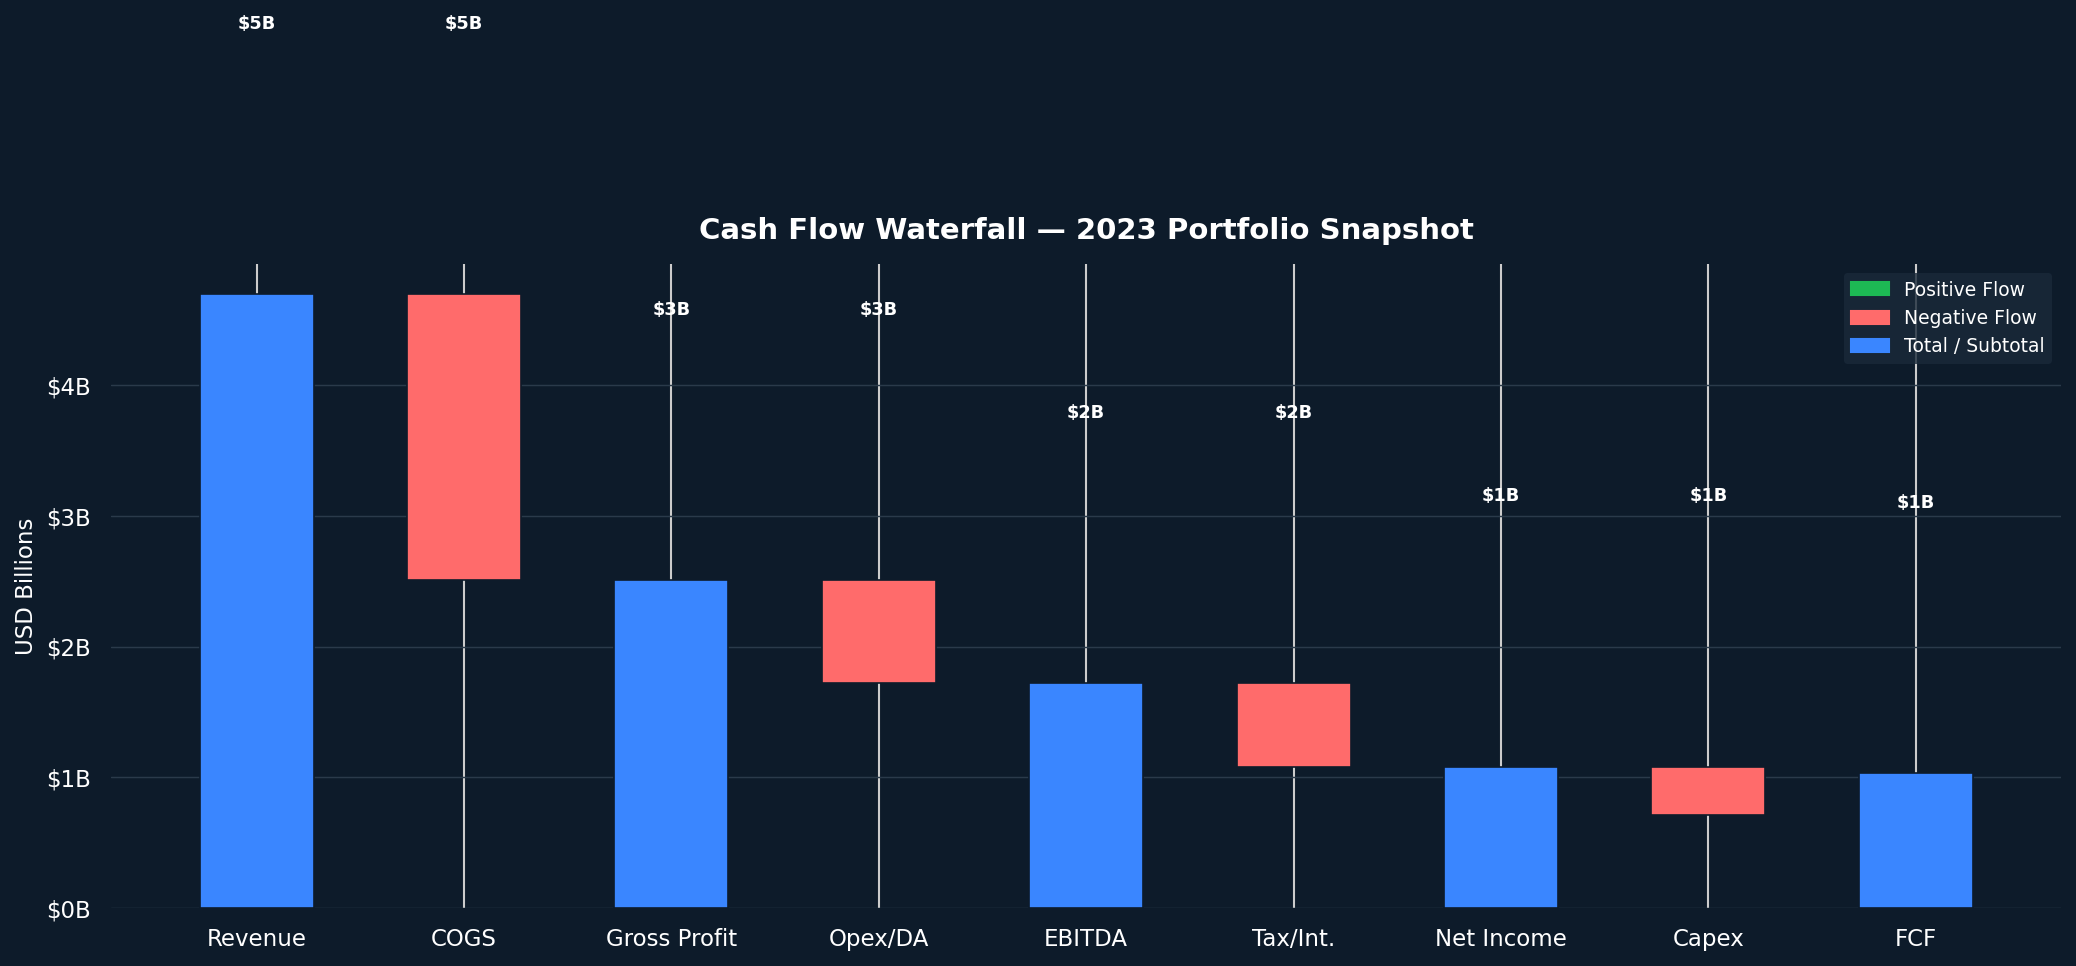 $5B $5B
Cash Flow Waterfall — 2023 Portfolio Snapshot
Positive Flow
Negative Flow
Total / Subtotal
$3B $3B
$2B $2B
$1B $1B $1B
USD Billions
$4B
$3B
$2B
$1B
$0B
Revenue COGS Gross Profit Opex/DA EBITDA Tax/Int. Net Income Capex FCF